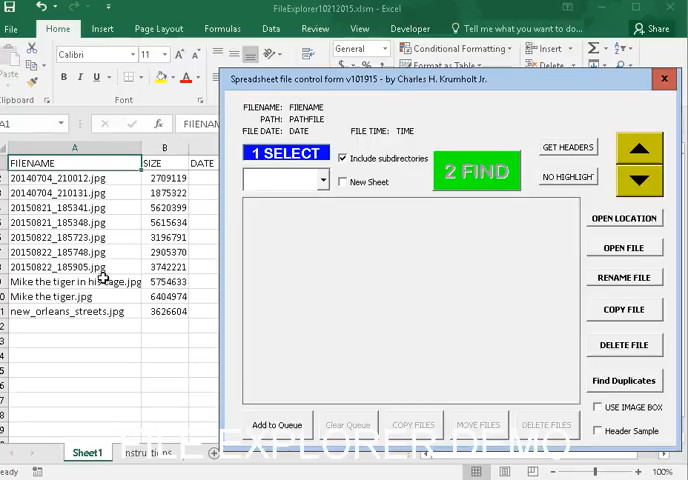 FileExplorer10212015.xlsm - Excel
File Home Insert Page Layout Formulas Data Review View Developer Tell me what you want to do Share
Calibri 11 General Conditional Formatting Insert
Paste B I U Format as Table Delete
A1 FIlENAME
A B
FIlENAME SIZE DATE
20140704_210012.jpg 2709119
20140704_210131.jpg 1875322
20150822_185341.jpg 5620399
20150821_185348.jpg 5615634
20150822_185723.jpg 3196791
20150822_185748.jpg 2905370
20150822_185905.jpg 3742221
Mike the tiger in his cage.jpg 5754633
Mike the tiger.jpg 6404974
new_orleans_streets.jpg 3626604
Spreadsheet file control form v101915 - by Charles H. Krumholt Jr.
FILENAME: FIlENAME
PATH: PATHFILE
FILE DATE: DATE FILE TIME: TIME
1 SELECT
Include subdirectories
New Sheet
2 FIND
GET HEADERS
NO HIGHLIGHT
OPEN LOCATION
OPEN FILE
RENAME FILE
COPY FILE
DELETE FILE
Find Duplicates
USE IMAGE BOX
Header Sample
Add to Queue Clear Queue COPY FILES MOVE FILES DELETE FILES
FILE EXPLORER DEMO
Sheet1 nstructions
eady 100%